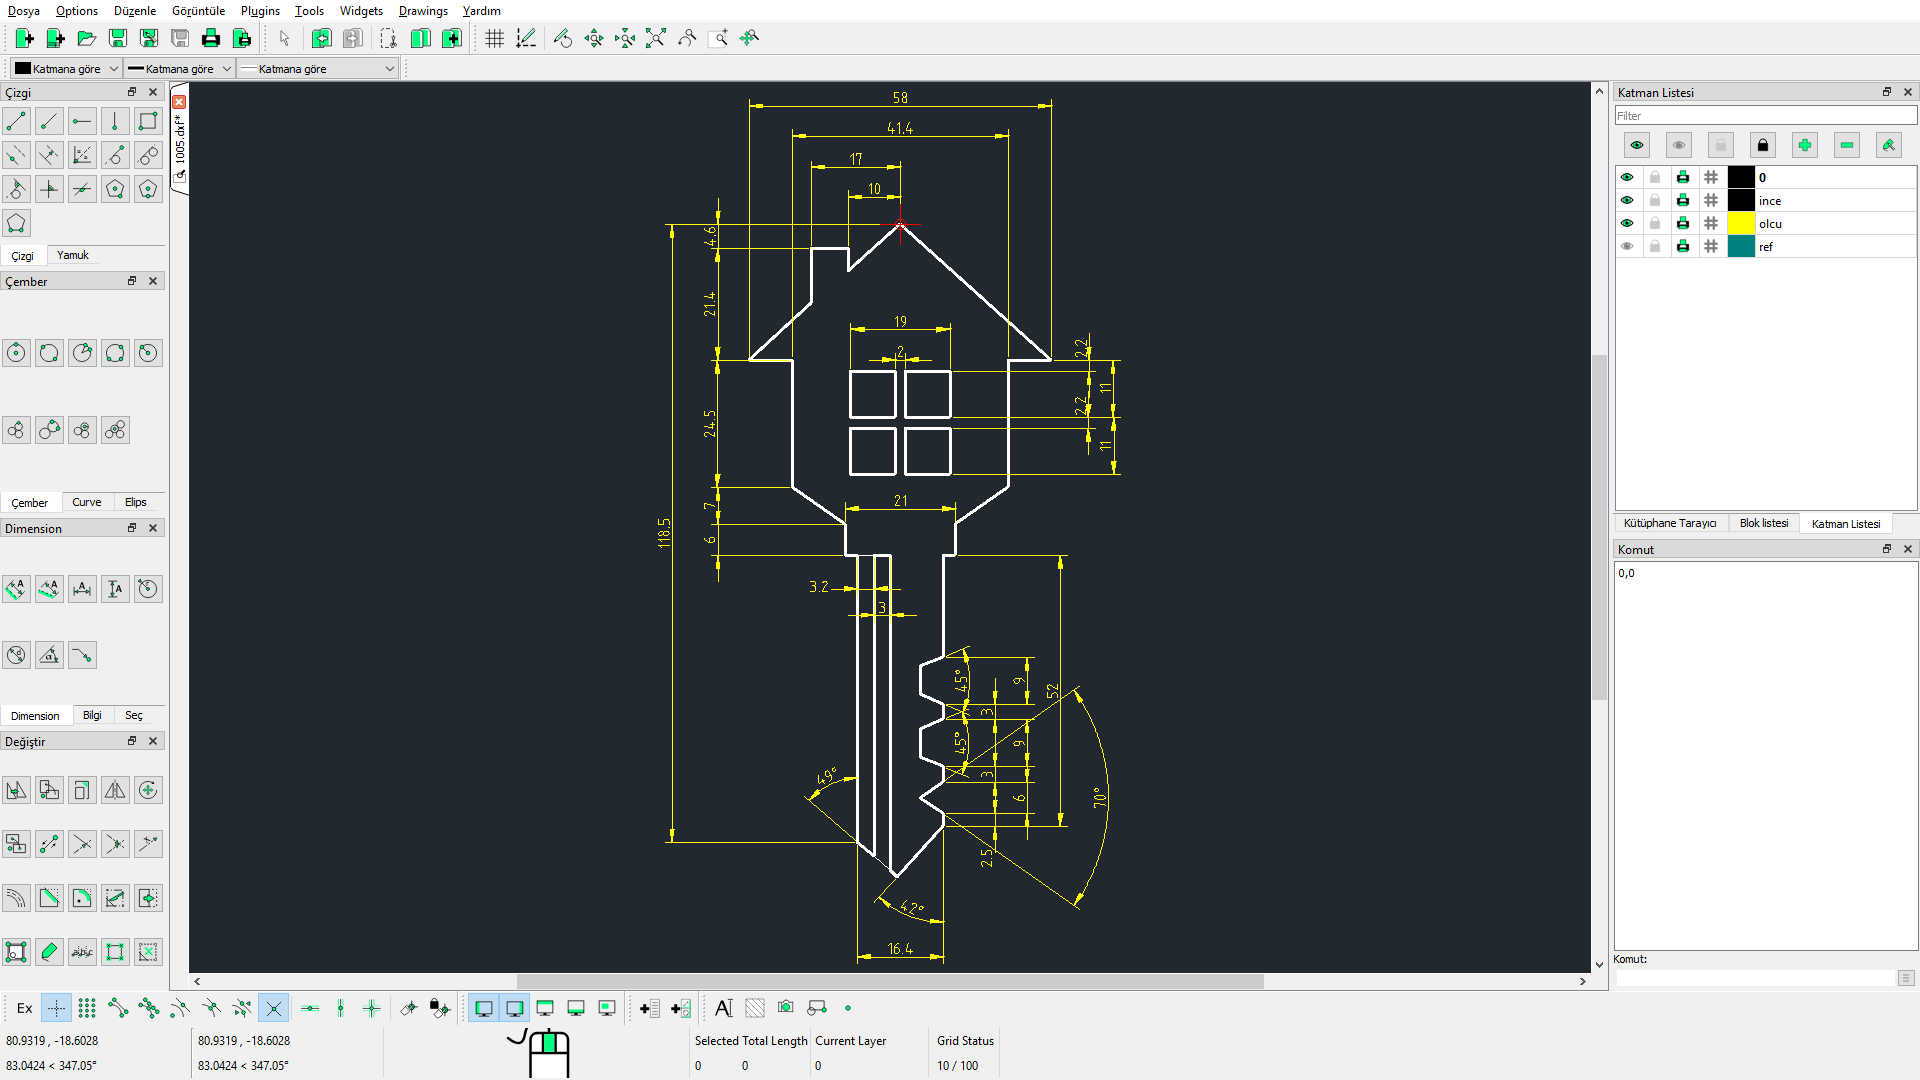 Dosya Options Düzenle Görüntüle Plugins Tools Widgets Drawings Yardım
Katmana göre Katmana göre Katmana göre
Çizgi
1005.dxf*
Çizgi Yamuk
Çember
Çember Curve Elips
Dimension
Dimension Bilgi Seç
Değiştir
58
41.4
17
10
4.6
21.4
19
2
2.2
11
2.2
11
24.5
7
21
6
118.5
3.2
3
45°
9
52
3
45°
9
3
6
70°
49°
2.5
42°
16.4
Katman Listesi
Filter
0
ince
olcu
ref
Kütüphane Tarayıcı Blok listesi Katman Listesi
Komut
0,0
Komut:
Ex
80.9319 , -18.6028 80.9319 , -18.6028 Selected Total Length Current Layer Grid Status
83.0424 < 347.05° 83.0424 < 347.05° 0 0 0 10 / 100